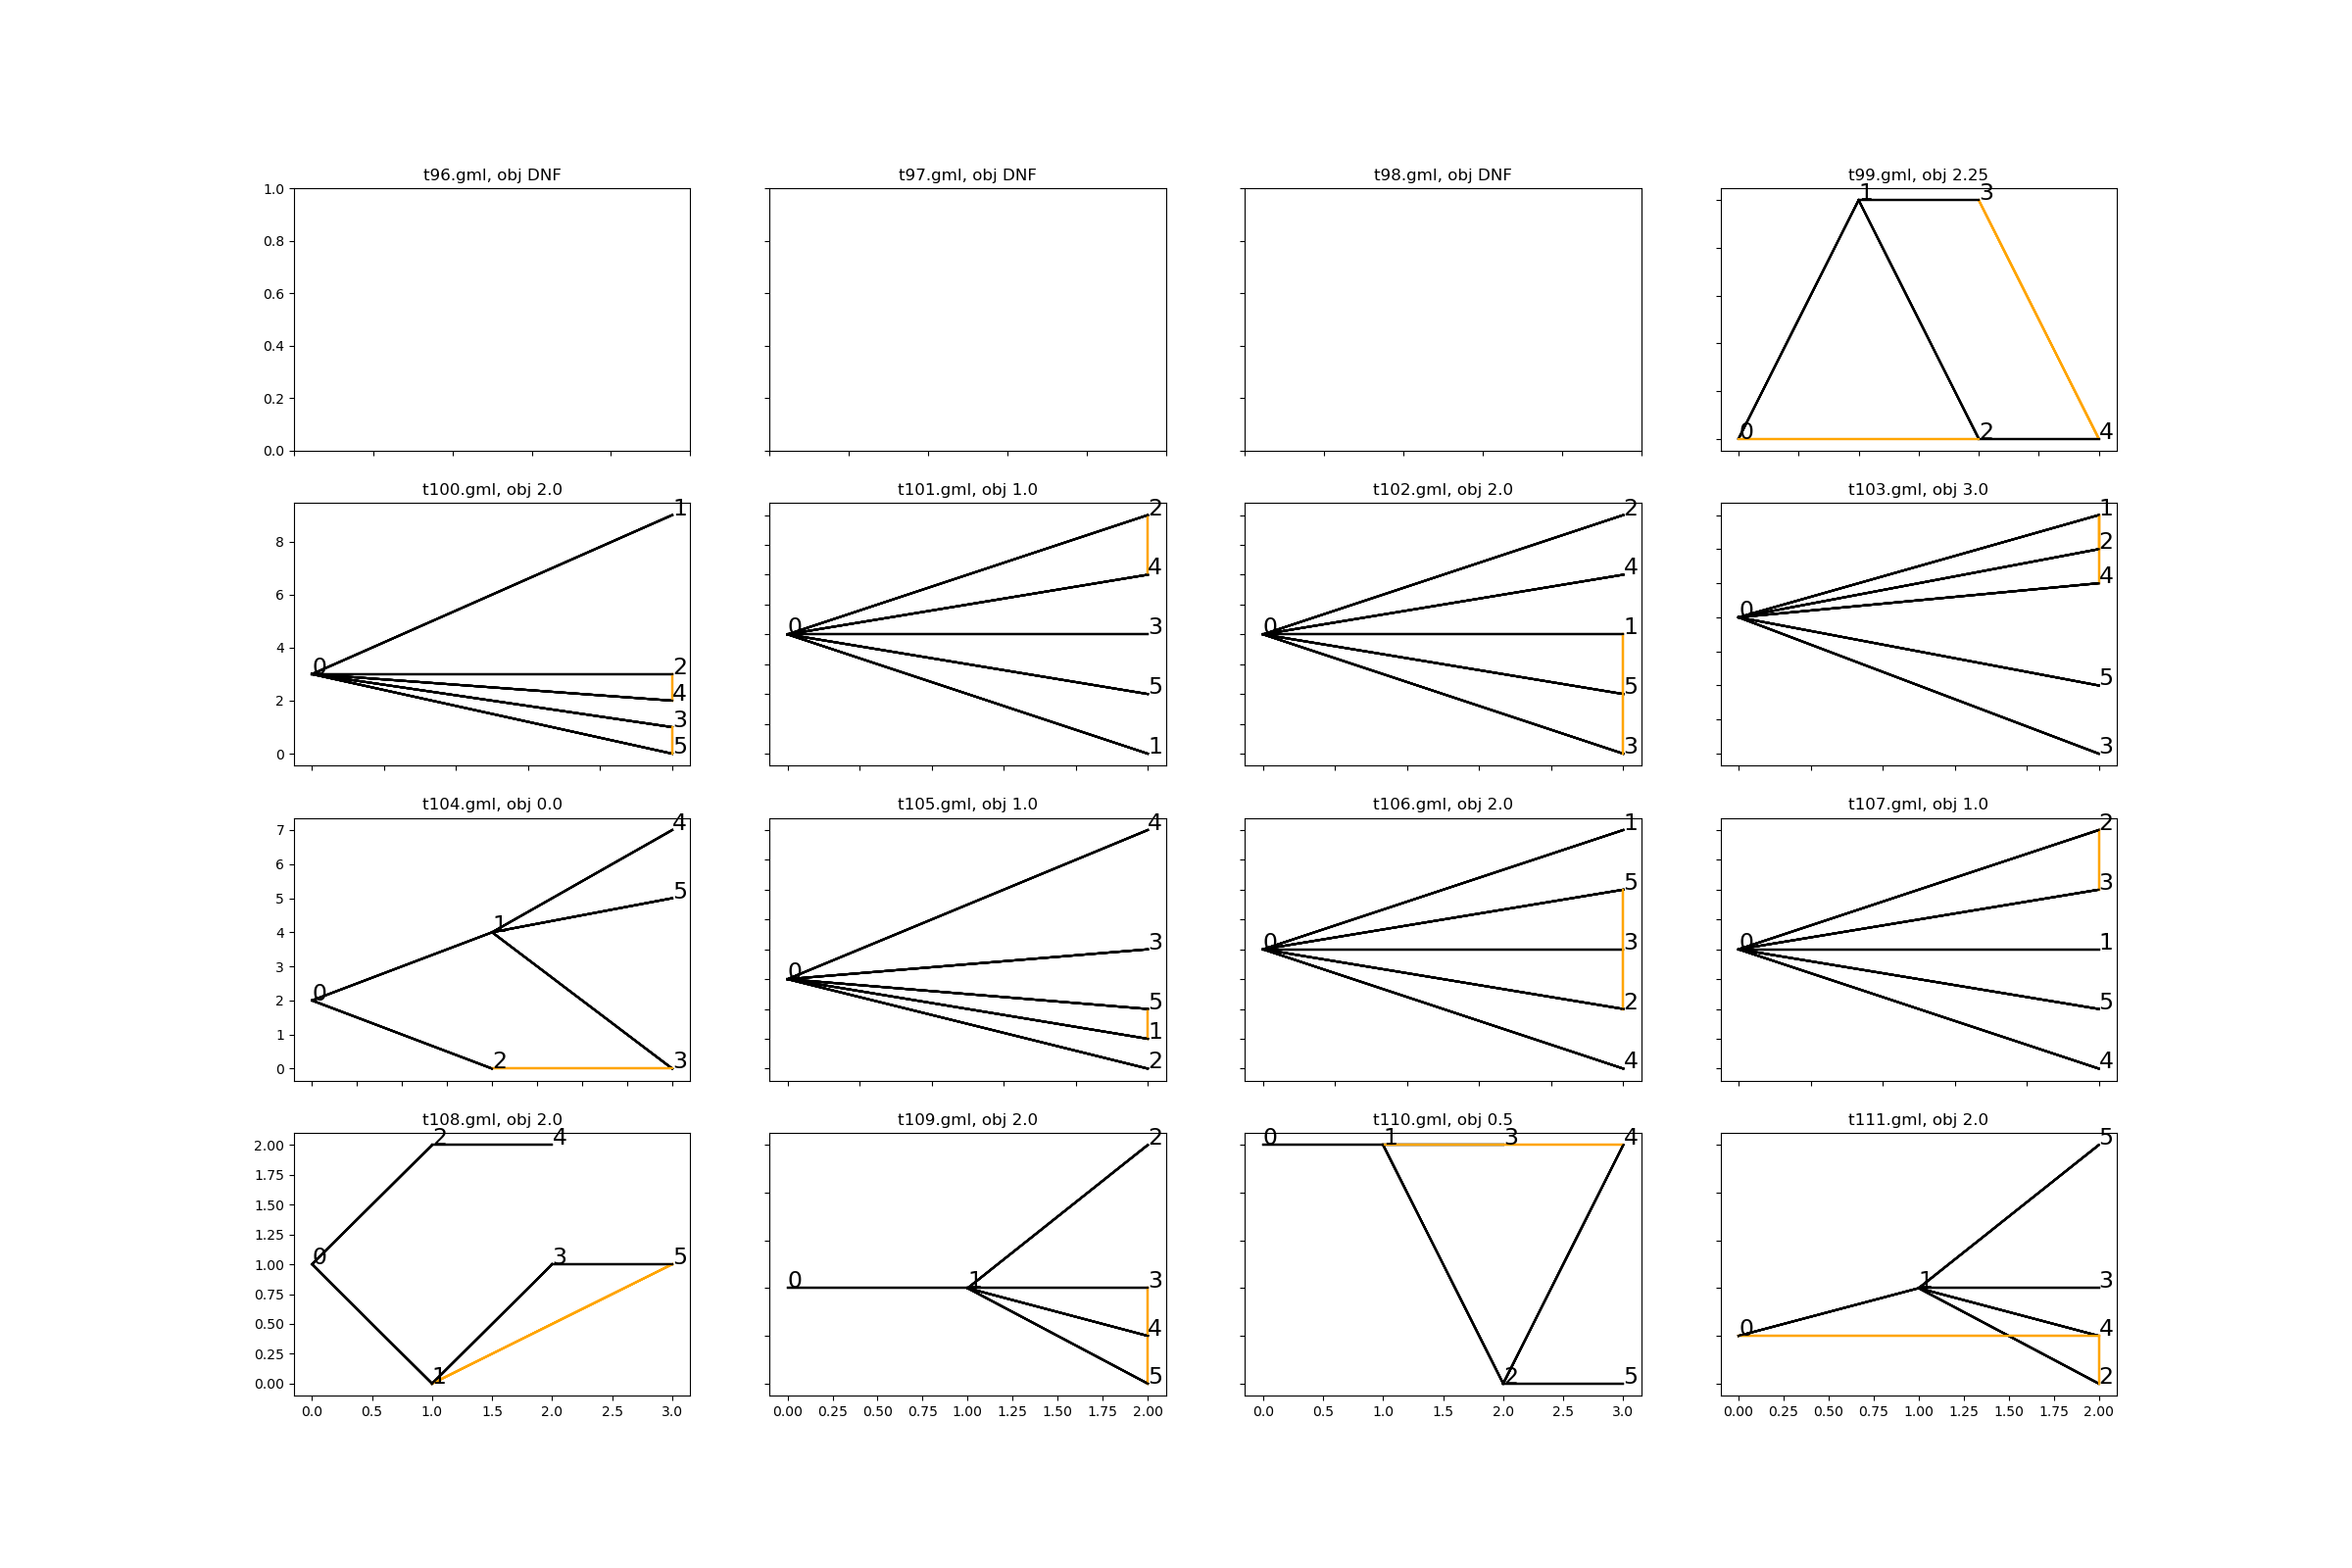 t96.gml, obj DNF
t97.gml, obj DNF
t98.gml, obj DNF
t99.gml, obj 2.25
1.0
0.8
0.6
0.4
0.2
0.0
1 3
0 2 4
t100.gml, obj 2.0
t101.gml, obj 1.0
t102.gml, obj 2.0
t103.gml, obj 3.0
8
6
4
2
0
0 1 2 4 3 5
0 2 4 3 5 1
0 2 4 1 5 3
0 1 2 4 5 3
t104.gml, obj 0.0
t105.gml, obj 1.0
t106.gml, obj 2.0
t107.gml, obj 1.0
7
6
5
4
3
2
1
0
0 1 2 4 5 3
0 4 3 5 1 2
0 1 5 3 2 4
0 2 3 1 5 4
t108.gml, obj 2.0
t109.gml, obj 2.0
t110.gml, obj 0.5
t111.gml, obj 2.0
2.00
1.75
1.50
1.25
1.00
0.75
0.50
0.25
0.00
2 4
0 3 5
1
0 1 2 3 4 5
0 1 3 4
2 5
0 1 5 3 4 2
0.0 0.5 1.0 1.5 2.0 2.5 3.0
0.00 0.25 0.50 0.75 1.00 1.25 1.50 1.75 2.00
0.0 0.5 1.0 1.5 2.0 2.5 3.0
0.00 0.25 0.50 0.75 1.00 1.25 1.50 1.75 2.00